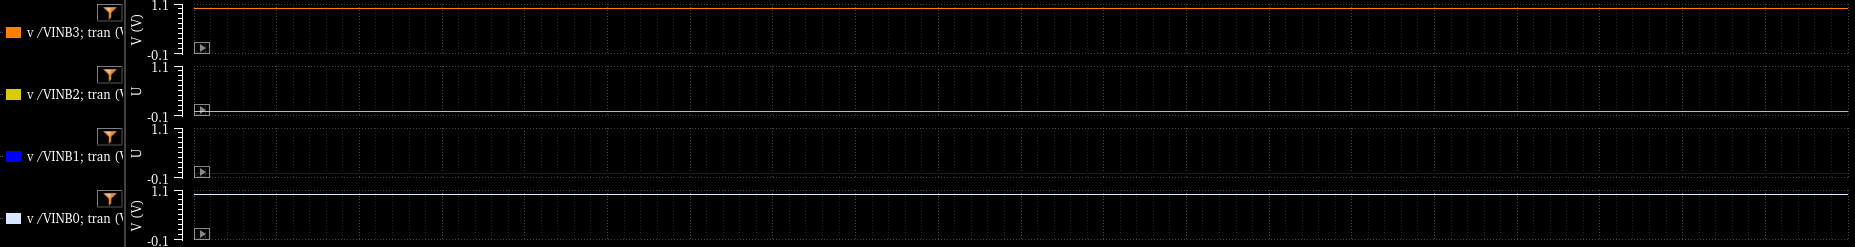 1.1
V (V)
v /VINB3; tran (V
-0.1
1.1
U
v /VINB2; tran (V
-0.1
1.1
U
v /VINB1; tran (V
-0.1
1.1
V (V)
v /VINB0; tran (V
-0.1